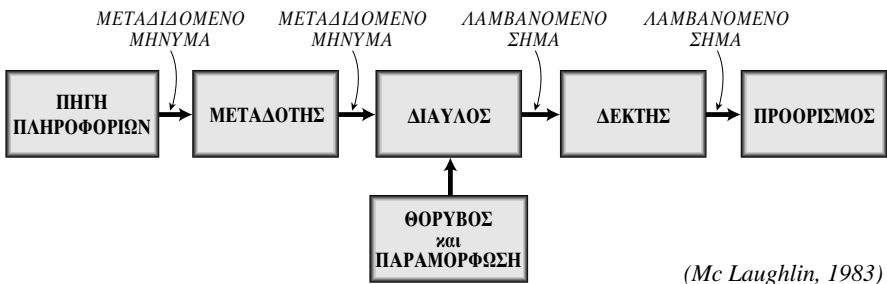 ΜΕΤΑΔΙΔΟΜΕΝΟ
ΜΗΝΥΜΑ
ΜΕΤΑΔΙΔΟΜΕΝΟ
ΜΗΝΥΜΑ
ΛΑΜΒΑΝΟΜΕΝΟ
ΣΗΜΑ
ΛΑΜΒΑΝΟΜΕΝΟ
ΣΗΜΑ
ΠΗΓΗ
ΠΛΗΡΟΦΟΡΙΩΝ
ΜΕΤΑΔΟΤΗΣ
ΔΙΑΥΛΟΣ
ΔΕΚΤΗΣ
ΠΡΟΟΡΙΣΜΟΣ
ΘΟΡΥΒΟΣ
και
ΠΑΡΑΜΟΡΦΩΣΗ
(Mc Laughlin, 1983)